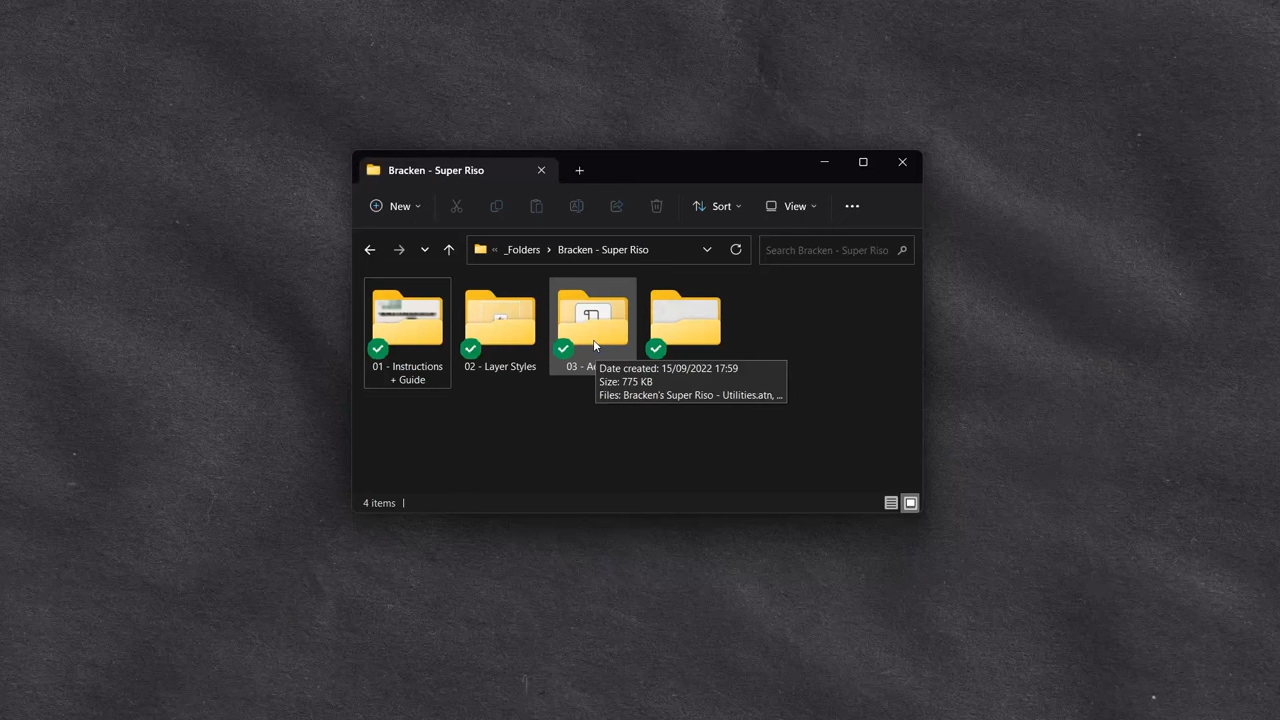 Bracken - Super Riso
New
Sort
View
« _Folders > Bracken - Super Riso
Search Bracken - Super Riso
01 - Instructions
+ Guide
02 - Layer Styles
03 - A
Date created: 15/09/2022 17:59
Size: 775 KB
Files: Bracken's Super Riso - Utilities.atn, ...
4 items